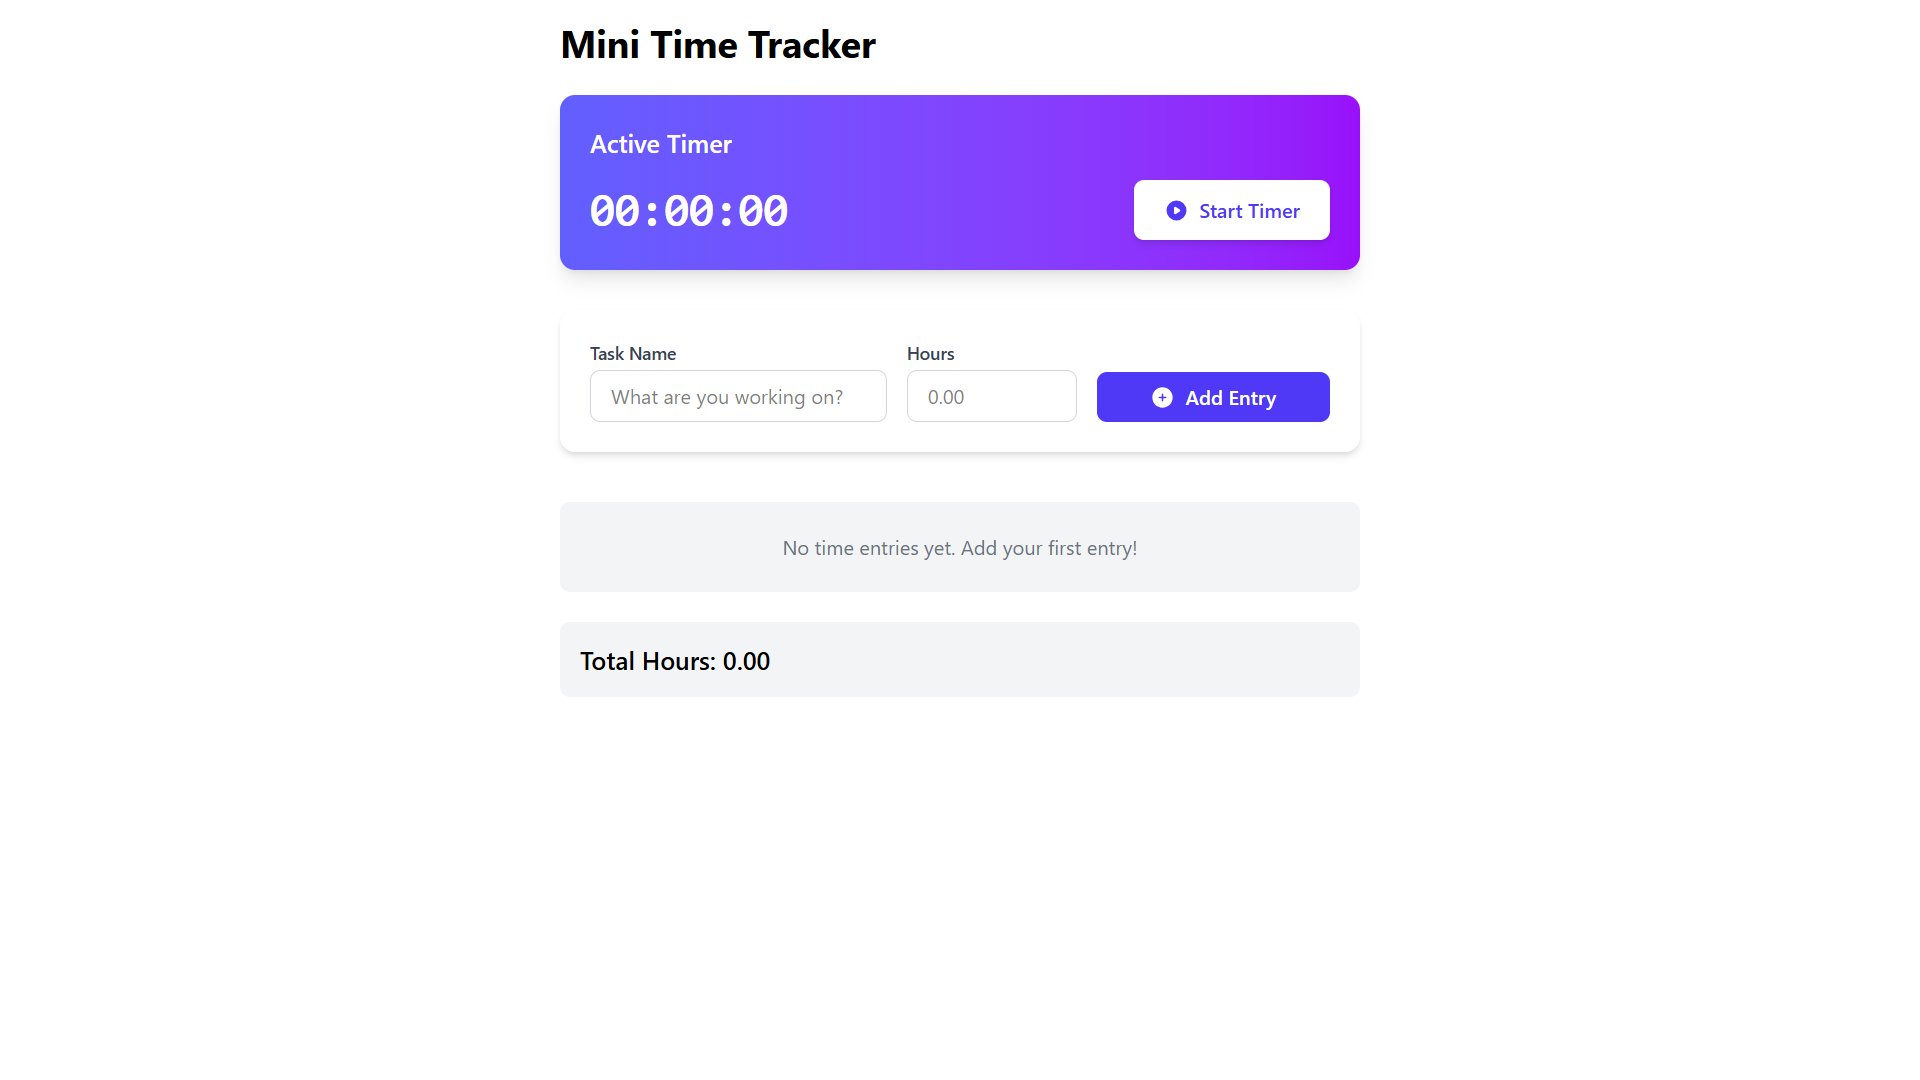 Mini Time Tracker
Active Timer
00:00:00
Start Timer
Task Name
Hours
What are you working on?
0.00
Add Entry
No time entries yet. Add your first entry!
Total Hours: 0.00